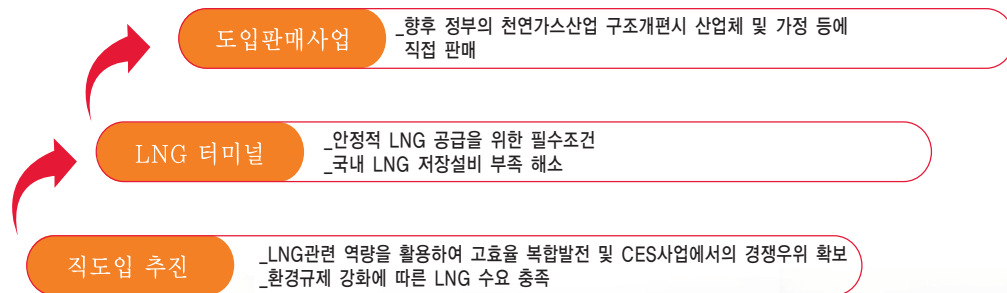 도입판매사업
_향후 정부의 천연가스산업 구조개편시 산업체 및 가정 등에
직접 판매
LNG 터미널
_안정적 LNG 공급을 위한 필수조건
_국내 LNG 저장설비 부족 해소
직도입 추진
_LNG관련 역량을 활용하여 고효율 복합발전 및 CES사업에서의 경쟁우위 확보
_환경규제 강화에 따른 LNG 수요 충족